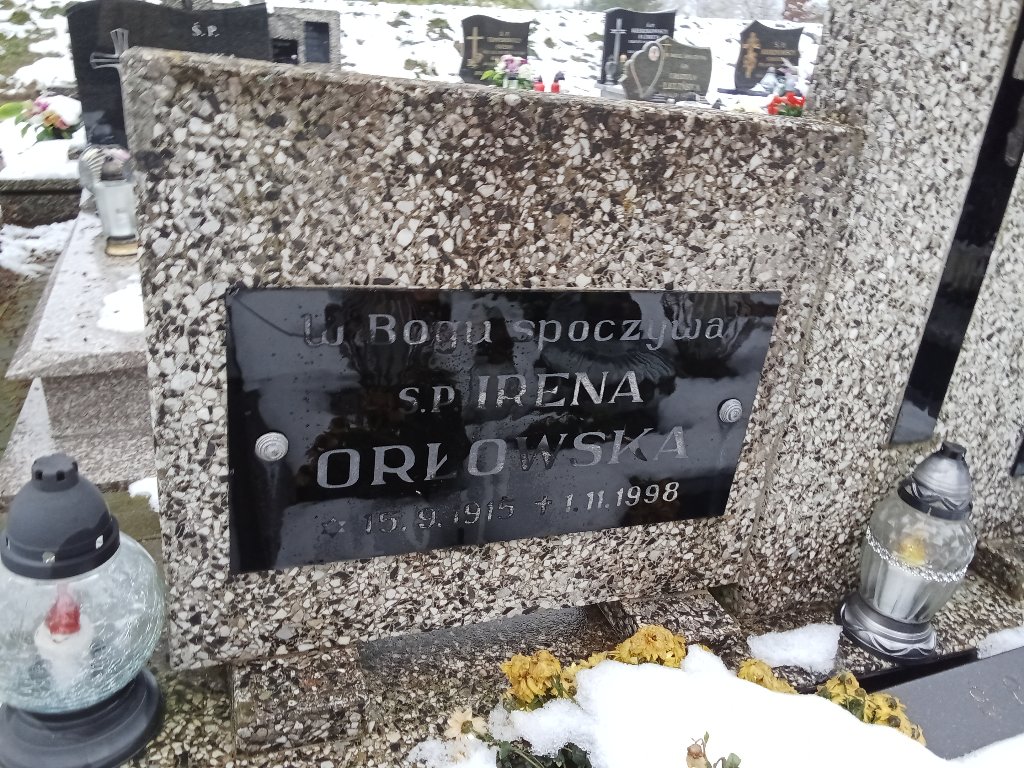 W Bogu spoczywa
Ś.P. IRENA
ORŁOWSKA
☆ 15.9.1915 + 1.11.1998
Ś.P.